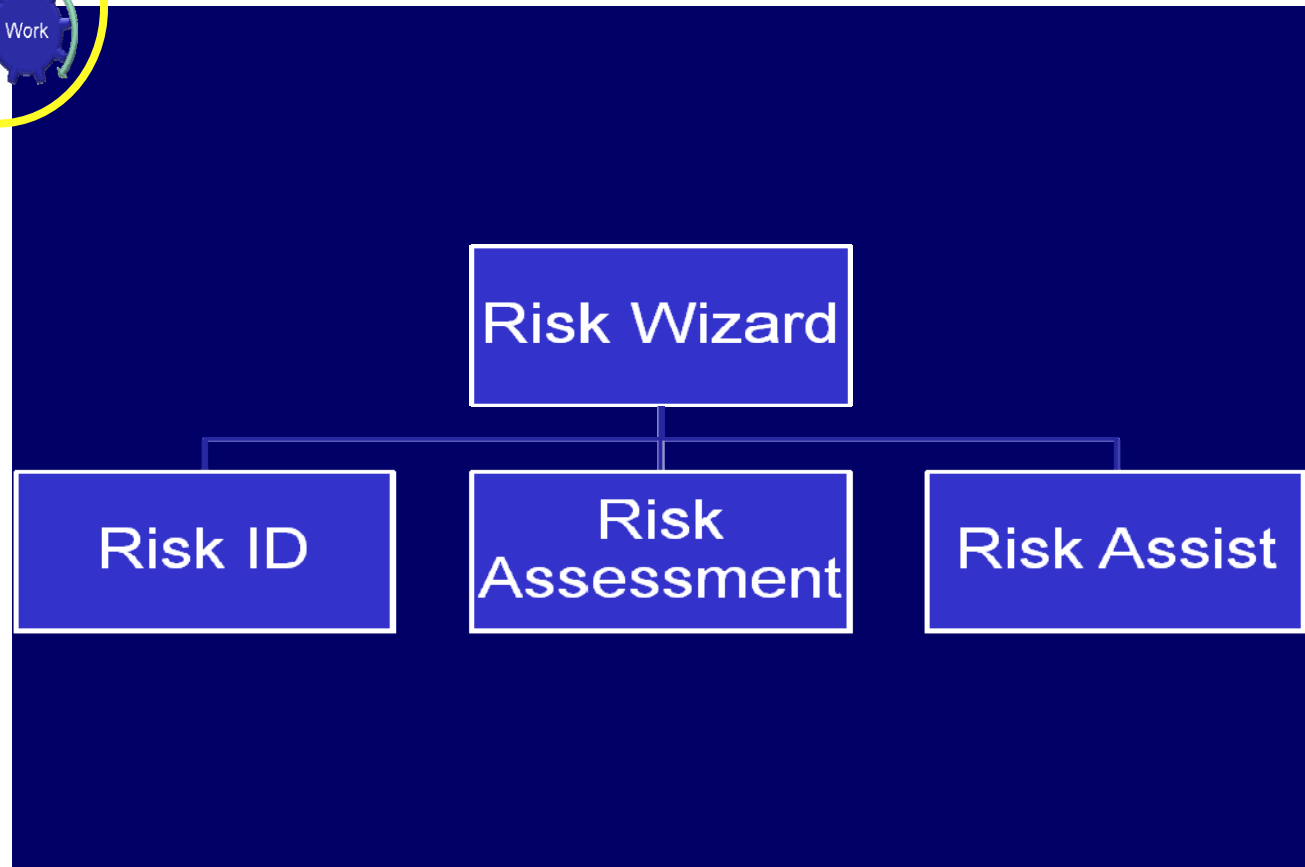 Work
Risk Wizard
Risk ID
Risk
Assessment
Risk Assist